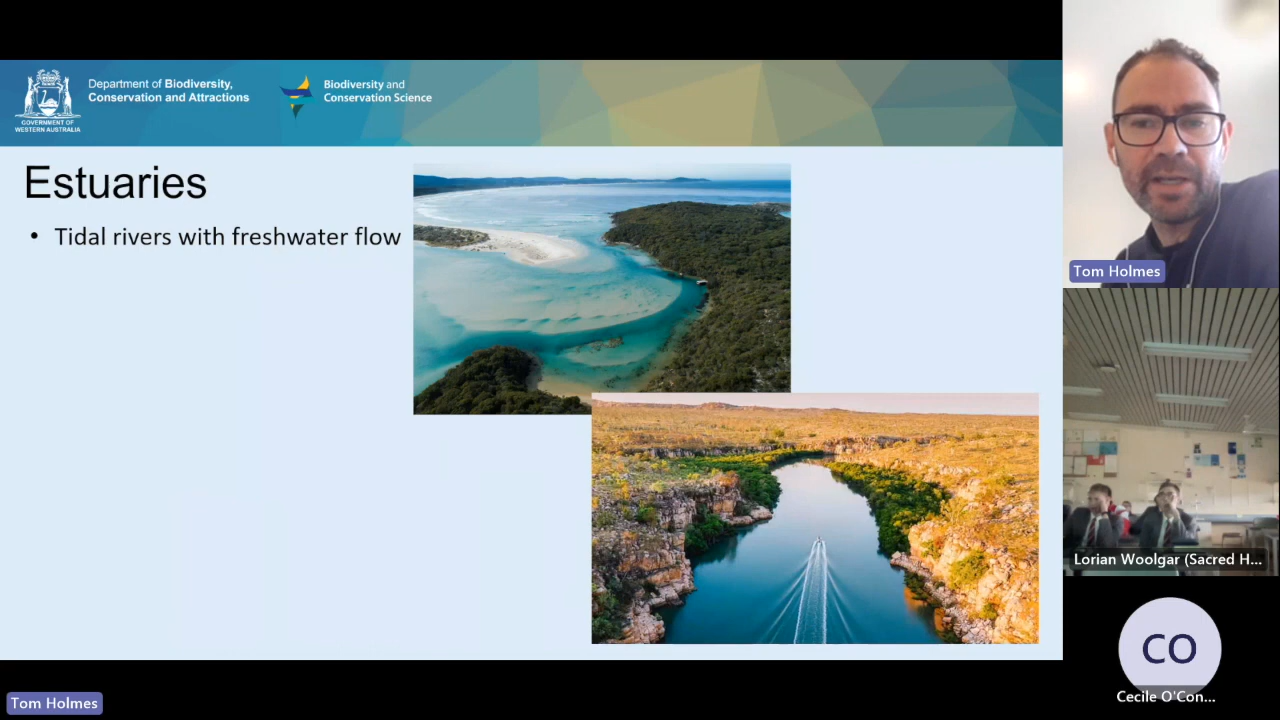 Department of Biodiversity,
Conservation and Attractions
GOVERNMENT OF
WESTERN AUSTRALIA
Biodiversity and
Conservation Science
Estuaries
• Tidal rivers with freshwater flow
Tom Holmes
Lorian Woolgar (Sacred H...
CO
Cecile O'Con...
Tom Holmes